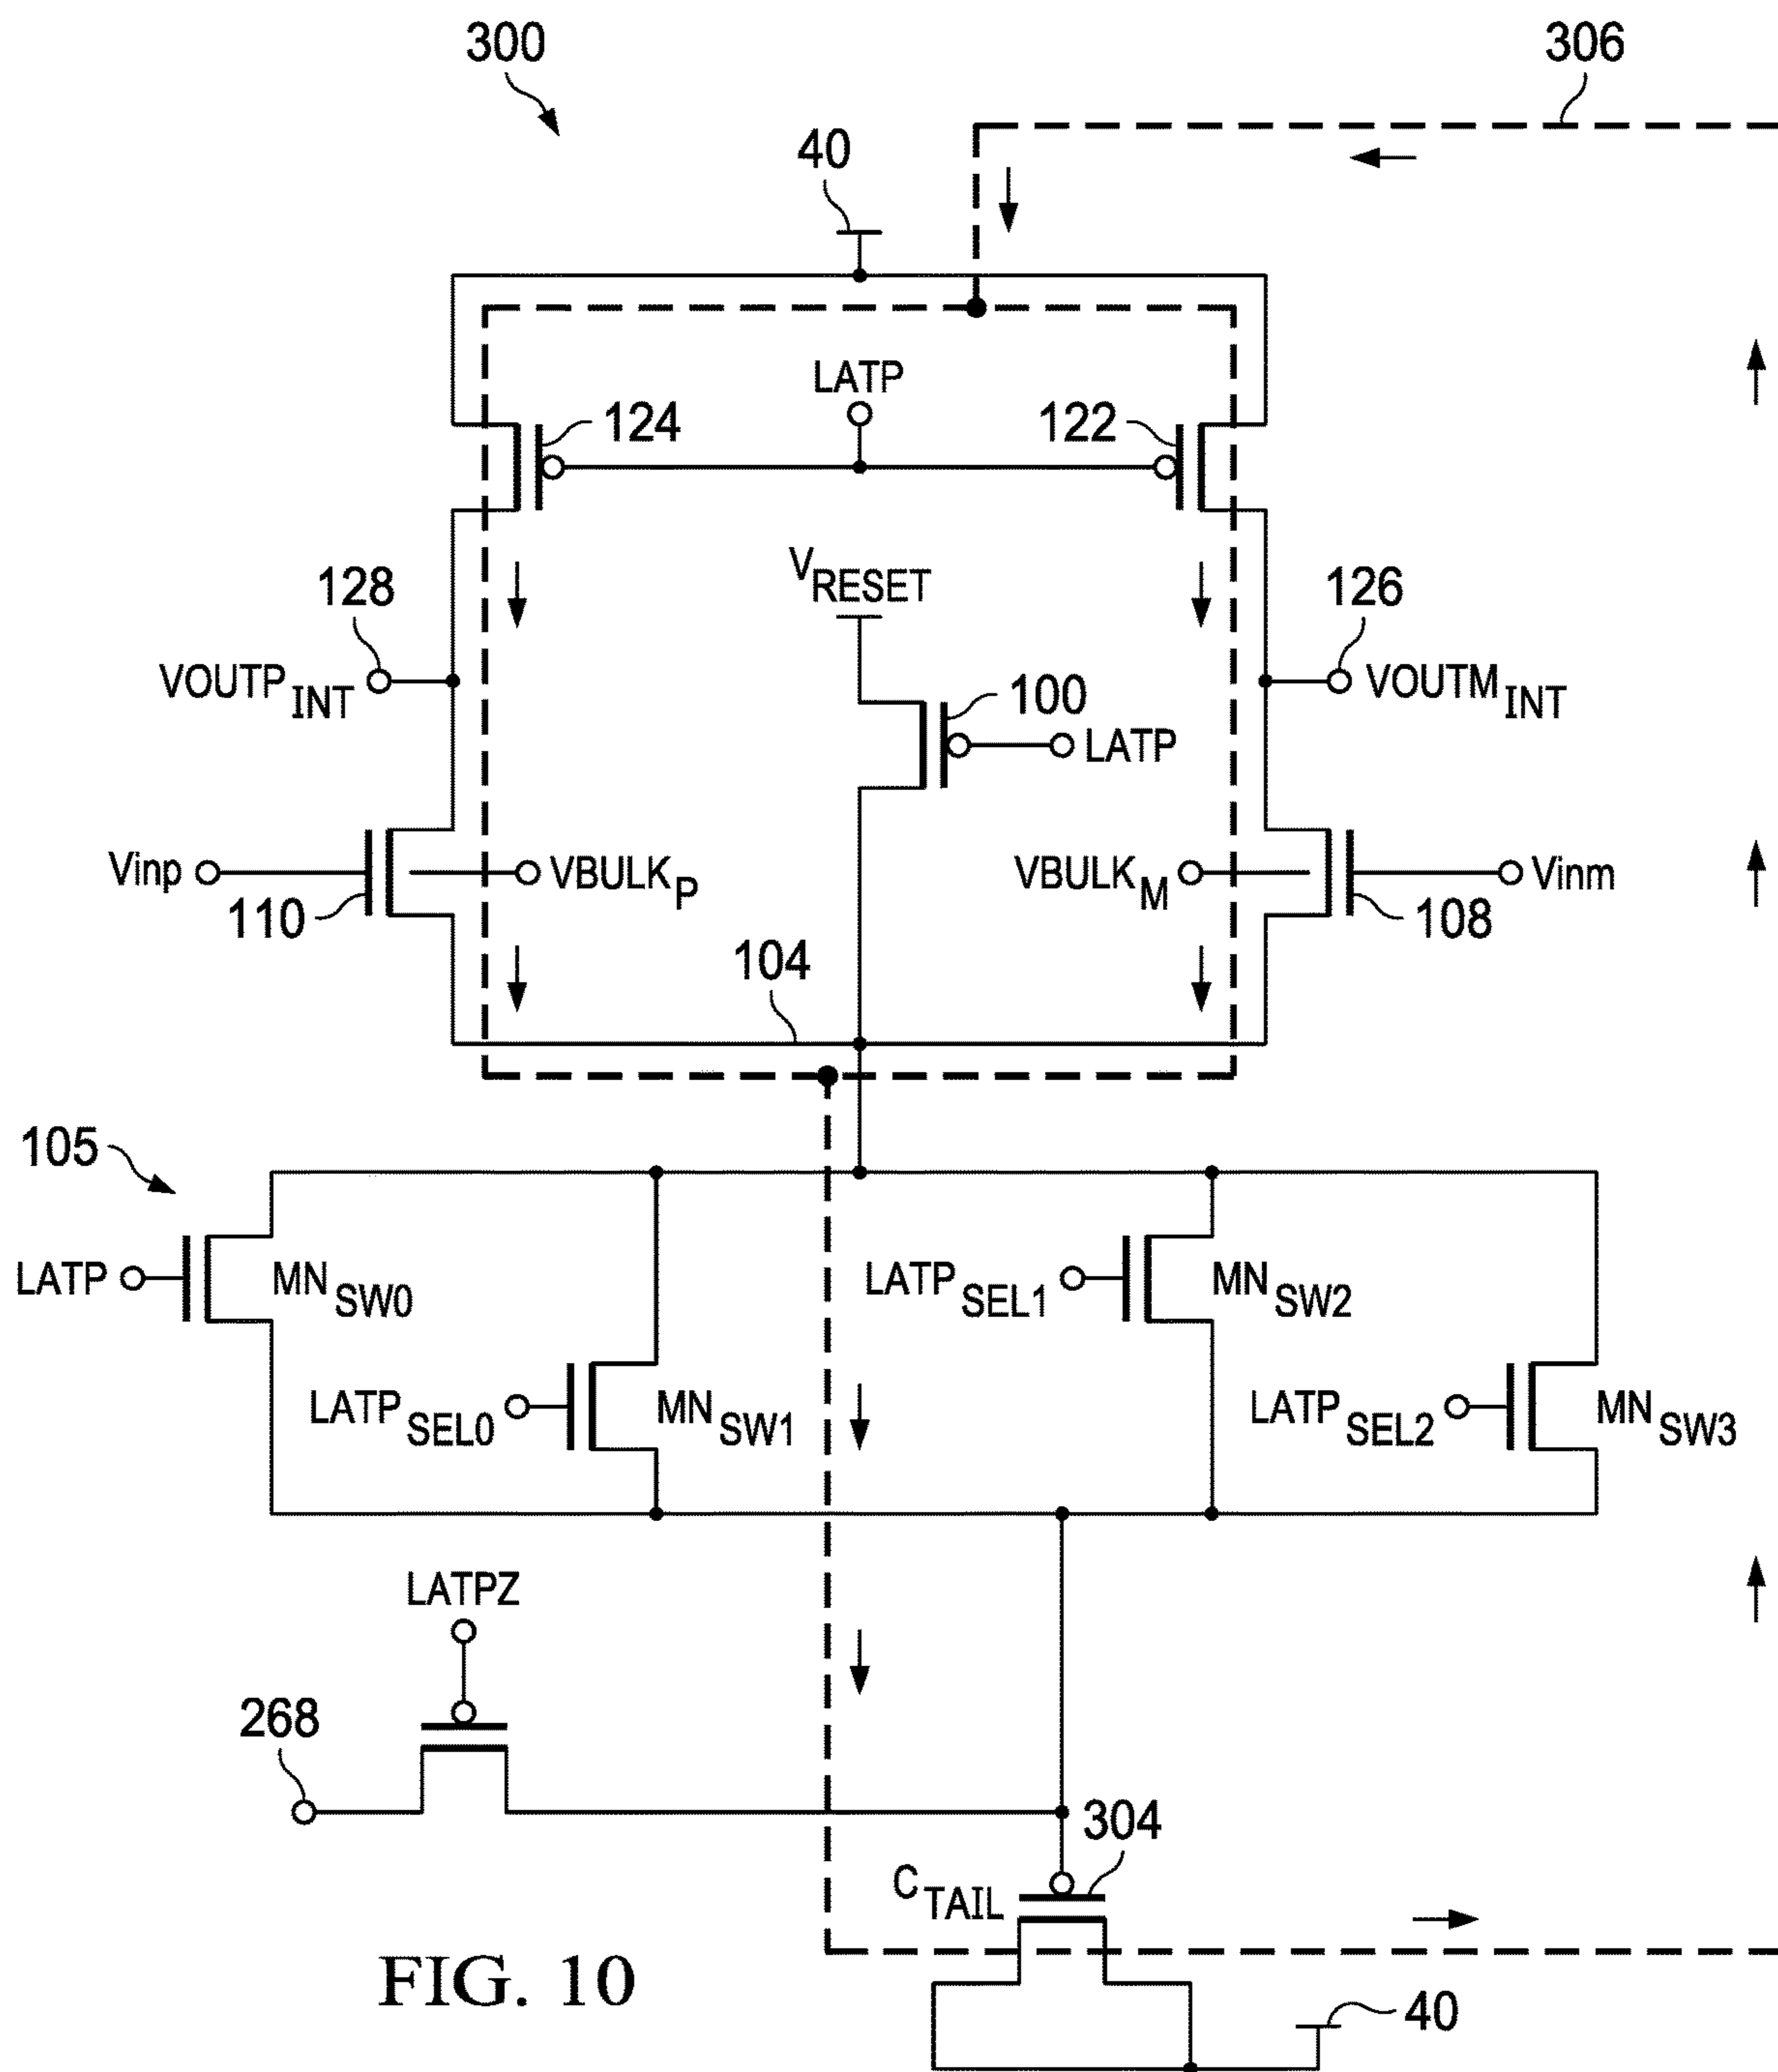 300
306
40
LATP
124
122
VRESET
128
126
VOUTPINT
100
VOUTMINT
LATP
Vinp
VBULKP
VBULKM
Vinm
110
108
104
105
LATP
MNSW0
LATPSEL1
MNSW2
LATPSEL0
MNSW1
LATPSEL2
MNSW3
LATPZ
268
304
CTAIL
FIG. 10
40